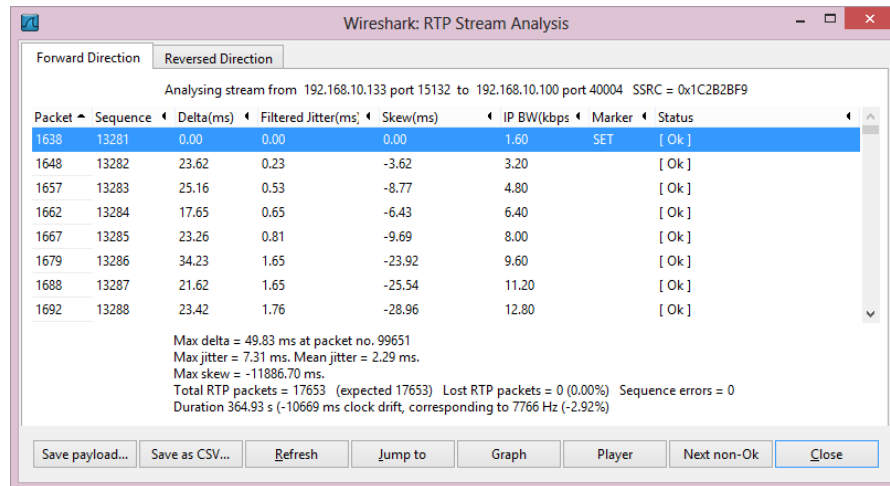 Wireshark: RTP Stream Analysis
Forward Direction Reversed Direction
Analysing stream from 192.168.10.133 port 15132 to 192.168.10.100 port 40004 SSRC = 0x1C2B2BF9
Packet Sequence Delta(ms) Filtered Jitter(ms) Skew(ms) IP BW(kbps Marker Status
1638 13281 0.00 0.00 0.00 1.60 SET [ Ok ]
1648 13282 23.62 0.23 -3.62 3.20 [ Ok ]
1657 13283 25.16 0.53 -8.77 4.80 [ Ok ]
1662 13284 17.65 0.65 -6.43 6.40 [ Ok ]
1667 13285 23.26 0.81 -9.69 8.00 [ Ok ]
1679 13286 34.23 1.65 -23.92 9.60 [ Ok ]
1688 13287 21.62 1.65 -25.54 11.20 [ Ok ]
1692 13288 23.42 1.76 -28.96 12.80 [ Ok ]
Max delta = 49.83 ms at packet no. 99651
Max jitter = 7.31 ms. Mean jitter = 2.29 ms.
Max skew = -11886.70 ms.
Total RTP packets = 17653 (expected 17653) Lost RTP packets = 0 (0.00%) Sequence errors = 0
Duration 364.93 s (-10669 ms clock drift, corresponding to 7766 Hz (-2.92%)
Save payload... Save as CSV... Refresh Jump to Graph Player Next non-Ok Close